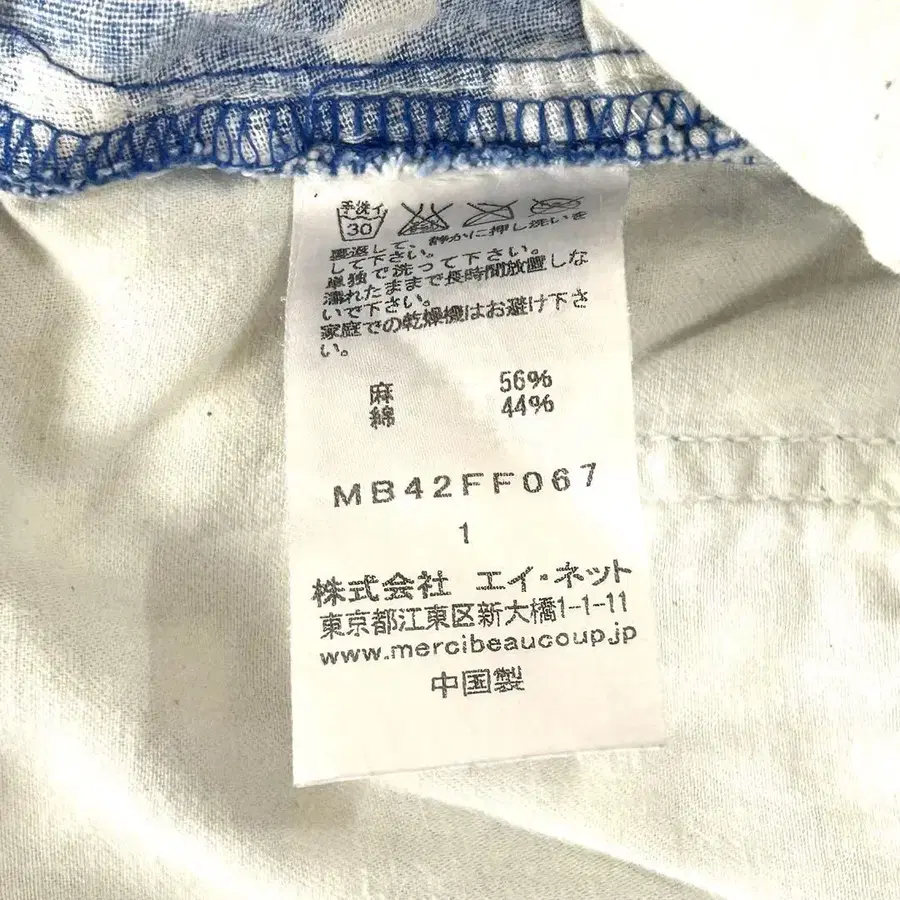 手洗イ
30
裏返して、静かに押し洗いを
して下さい。
単独で洗って下さい。
濡れたままで長時間放置しな
いで下さい。
家庭での乾燥機はお避け下さ
い。
麻 56%
綿 44%
MB42FF067
1
株式会社 エイ・ネット
東京都江東区新大橋1-1-11
www.mercibeaucoup.jp
中国製